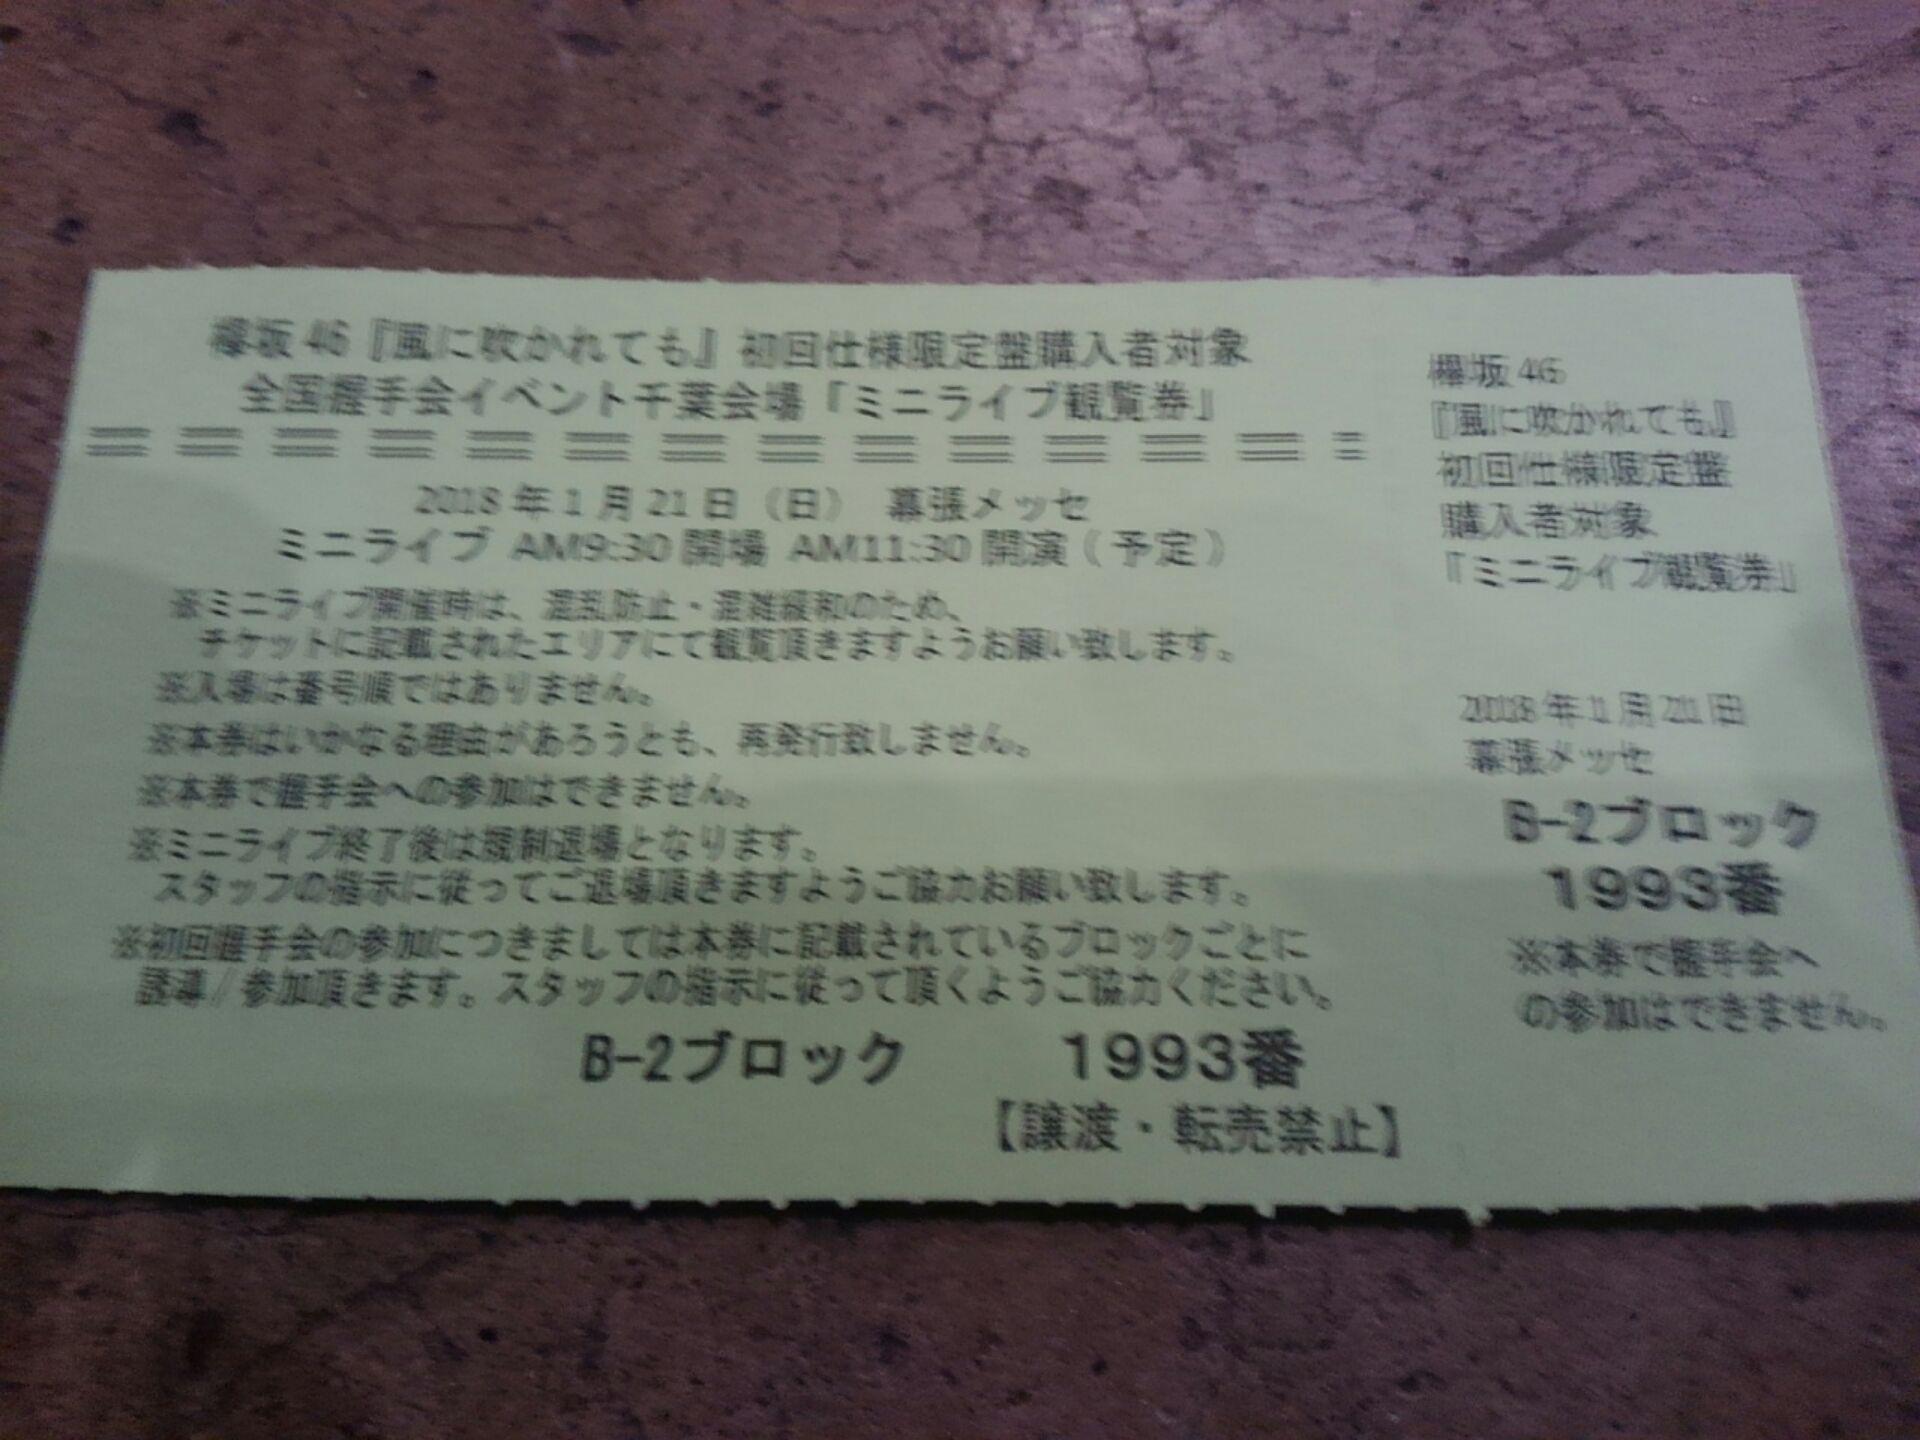 欅坂46『風に吹かれても』初回仕様限定盤購入者対象
全国握手会イベント千葉会場「ミニライブ観覧券」
2018年1月21日（日） 幕張メッセ
ミニライブ AM9:30開場 AM11:30開演（予定）
※ミニライブ開催時は、混乱防止・混雑緩和のため、
チケットに記載されたエリアにて観覧頂きますようお願い致します。
※入場は番号順ではありません。
※本券はいかなる理由があろうとも、再発行致しません。
※本券で握手会への参加はできません。
※ミニライブ終了後は規制退場となります。
スタッフの指示に従ってご退場頂きますようご協力お願い致します。
※初回握手会の参加につきましては本券に記載されているブロックごとに
誘導/参加頂きます。スタッフの指示に従って頂くようご協力ください。
B-2ブロック 1993番
【譲渡・転売禁止】
欅坂46
『風に吹かれても』
初回仕様限定盤
購入者対象
「ミニライブ観覧券」
2018年1月21日
幕張メッセ
B-2ブロック
1993番
※本券で握手会へ
の参加はできません。